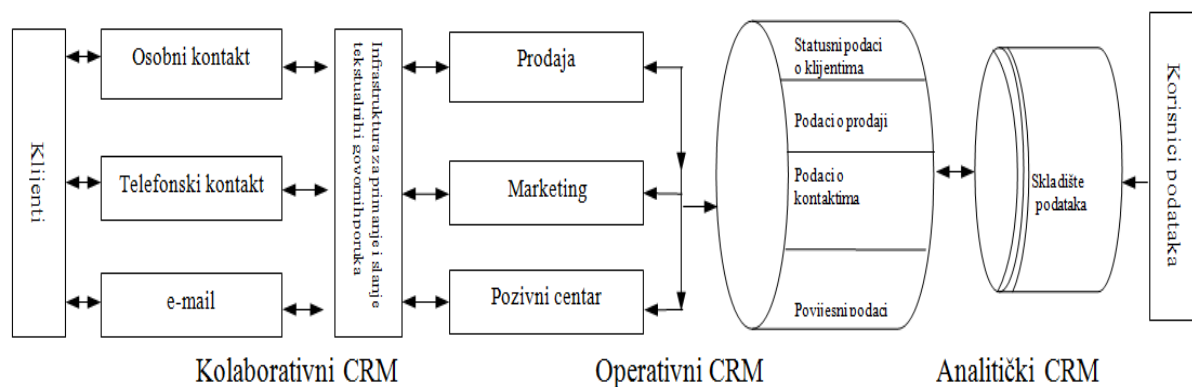 Klijenti
Osobni kontakt
Telefonski kontakt
e-mail
Infrastruktura za primanje i slanje
tekstualnih i govornih poruka
Prodaja
Marketing
Pozivni centar
Statusni podaci
o klijentima
Podaci o prodaji
Podaci o
kontaktima
Povijesni podaci
Skladište
podataka
Korisnici podataka
Kolaborativni CRM
Operativni CRM
Analitički CRM